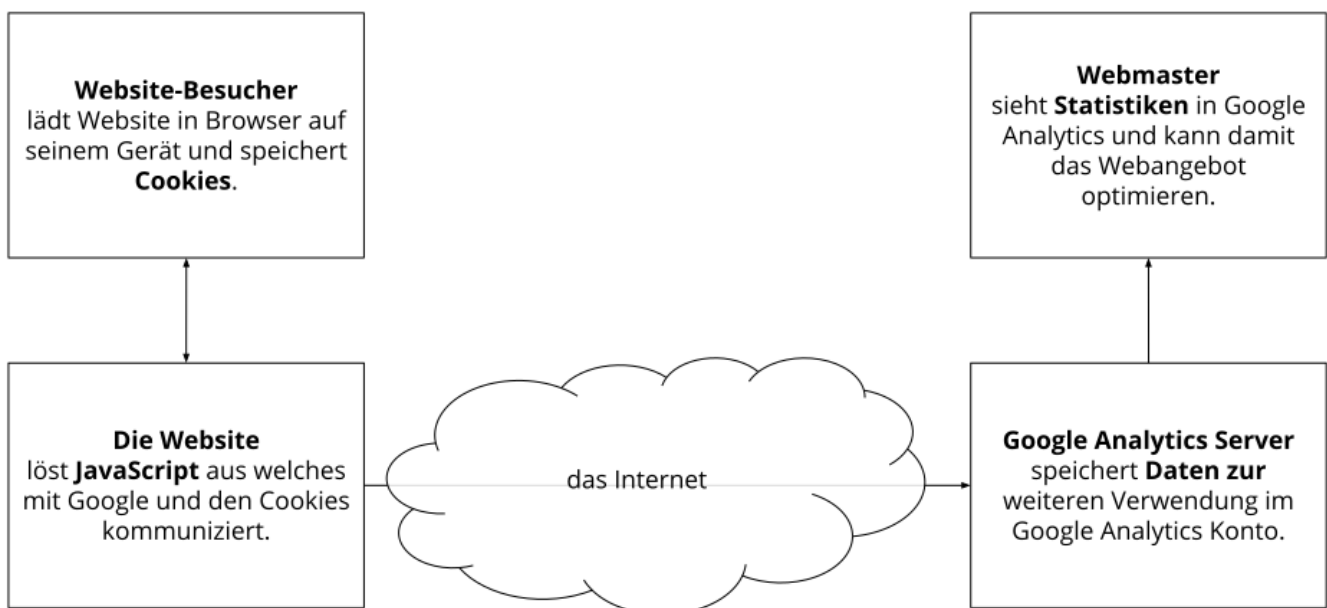 Website-Besucher
lädt Website in Browser auf
seinem Gerät und speichert
Cookies.
Webmaster
sieht Statistiken in Google
Analytics und kann damit
das Webangebot
optimieren.
Die Website
löst JavaScript aus welches
mit Google und den Cookies
kommuniziert.
das Internet
Google Analytics Server
speichert Daten zur
weiteren Verwendung im
Google Analytics Konto.